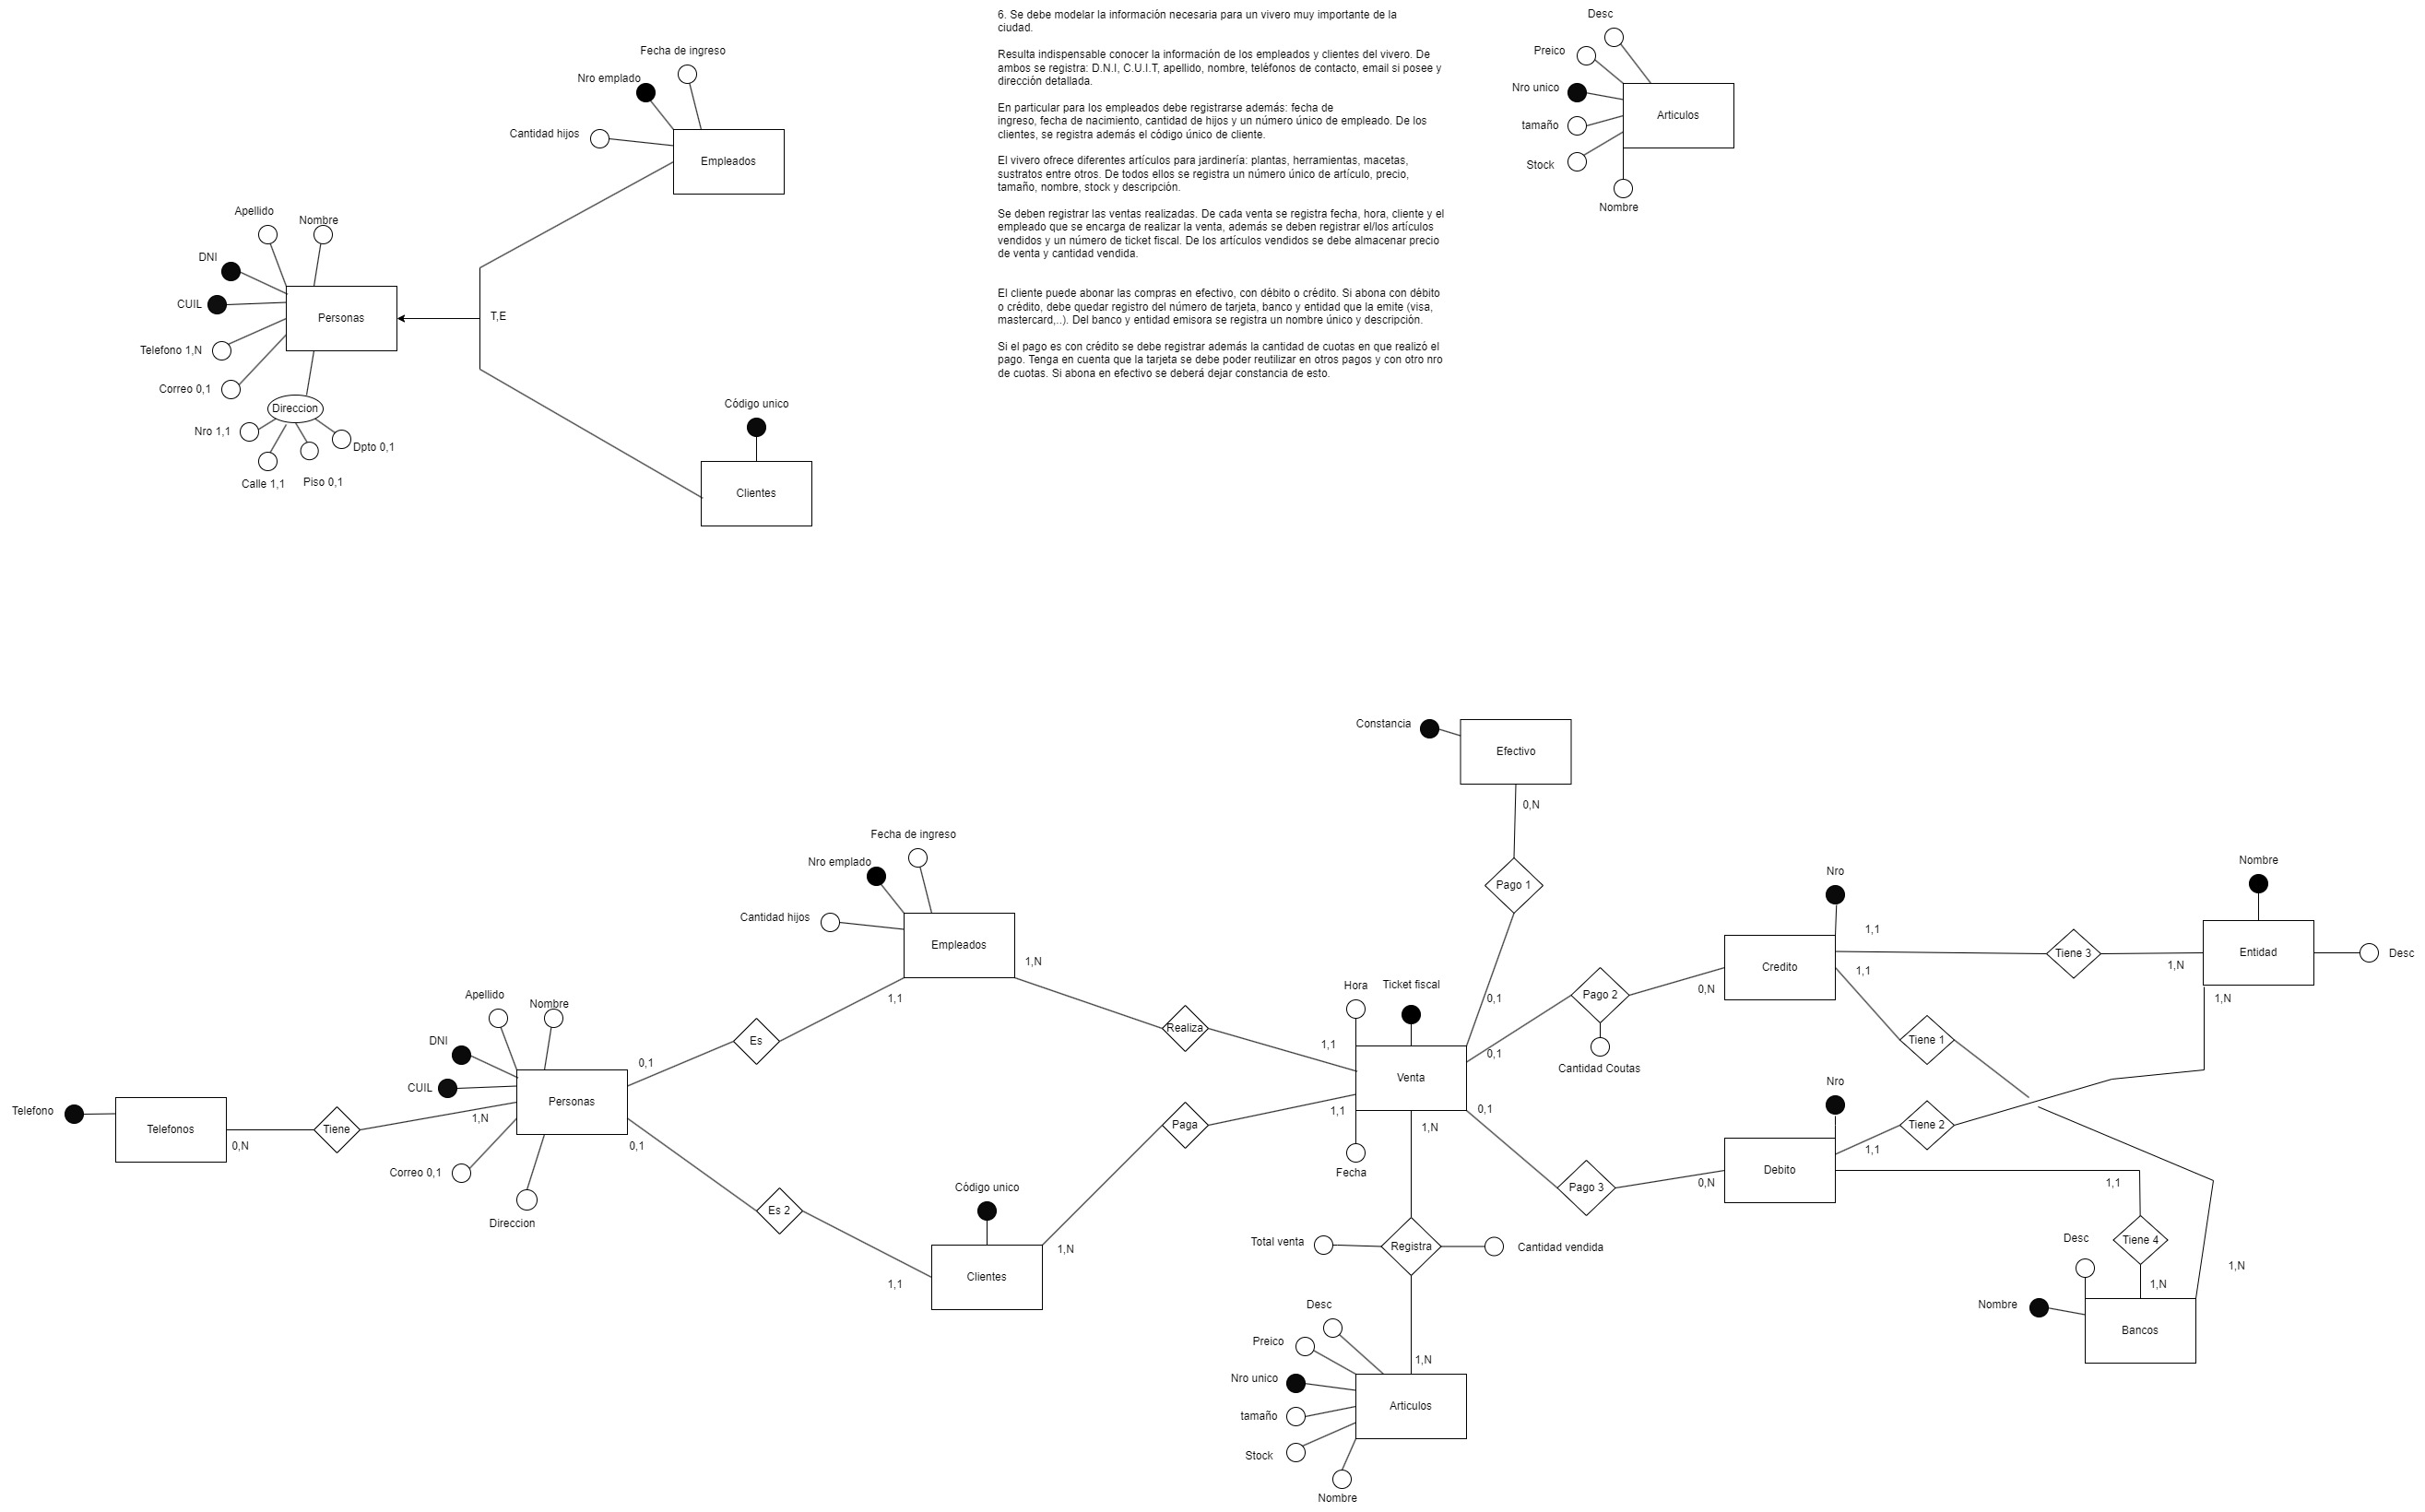 6. Se debe modelar la información necesaria para un vivero muy importante de la
ciudad.
Resulta indispensable conocer la información de los empleados y clientes del vivero. De
ambos se registra: D.N.I, C.U.I.T, apellido, nombre, teléfonos de contacto, email si posee y
dirección detallada.
En particular para los empleados debe registrarse además: fecha de
ingreso, fecha de nacimiento, cantidad de hijos y un número único de empleado. De los
clientes, se registra además el código único de cliente.
El vivero ofrece diferentes artículos para jardinería: plantas, herramientas, macetas,
sustratos entre otros. De todos ellos se registra un número único de artículo, precio,
tamaño, nombre, stock y descripción.
Se deben registrar las ventas realizadas. De cada venta se registra fecha, hora, cliente y el
empleado que se encarga de realizar la venta, además se deben registrar el/los artículos
vendidos y un número de ticket fiscal. De los artículos vendidos se debe almacenar precio
de venta y cantidad vendida.
El cliente puede abonar las compras en efectivo, con débito o crédito. Si abona con débito
o crédito, debe quedar registro del número de tarjeta, banco y entidad que la emite (visa,
mastercard,..). Del banco y entidad emisora se registra un nombre único y descripción.
Si el pago es con crédito se debe registrar además la cantidad de cuotas en que realizó el
pago. Tenga en cuenta que la tarjeta se debe poder reutilizar en otros pagos y con otro nro
de cuotas. Si abona en efectivo se deberá dejar constancia de esto.
Desc
Preico
Nro unico
Articulos
tamaño
Stock
Nombre
Fecha de ingreso
Nro emplado
Cantidad hijos
Empleados
Apellido
Nombre
DNI
CUIL
Personas
T,E
Telefono 1,N
Correo 0,1
Direccion
Nro 1,1
Dpto 0,1
Calle 1,1
Piso 0,1
Código unico
Clientes
Constancia
Efectivo
0,N
Pago 1
0,1
Fecha de ingreso
Nro emplado
Cantidad hijos
Empleados
1,N
1,1
Es
0,1
Realiza
1,1
Apellido
Nombre
DNI
CUIL
Personas
Telefono
Telefonos
0,N
Tiene
1,N
0,1
Correo 0,1
Direccion
Es 2
1,1
Código unico
Clientes
1,N
Paga
1,1
Hora
Ticket fiscal
Venta
Fecha
1,N
0,1
Pago 2
0,N
Cantidad Coutas
0,1
Pago 3
0,N
Nro
Credito
1,1
1,1
Tiene 3
1,N
Nombre
Entidad
Desc
1,N
Tiene 1
Nro
Debito
1,1
Tiene 2
1,1
Tiene 4
1,N
1,N
Desc
Nombre
Bancos
Total venta
Registra
Cantidad vendida
1,N
Desc
Preico
Nro unico
Articulos
tamaño
Stock
Nombre